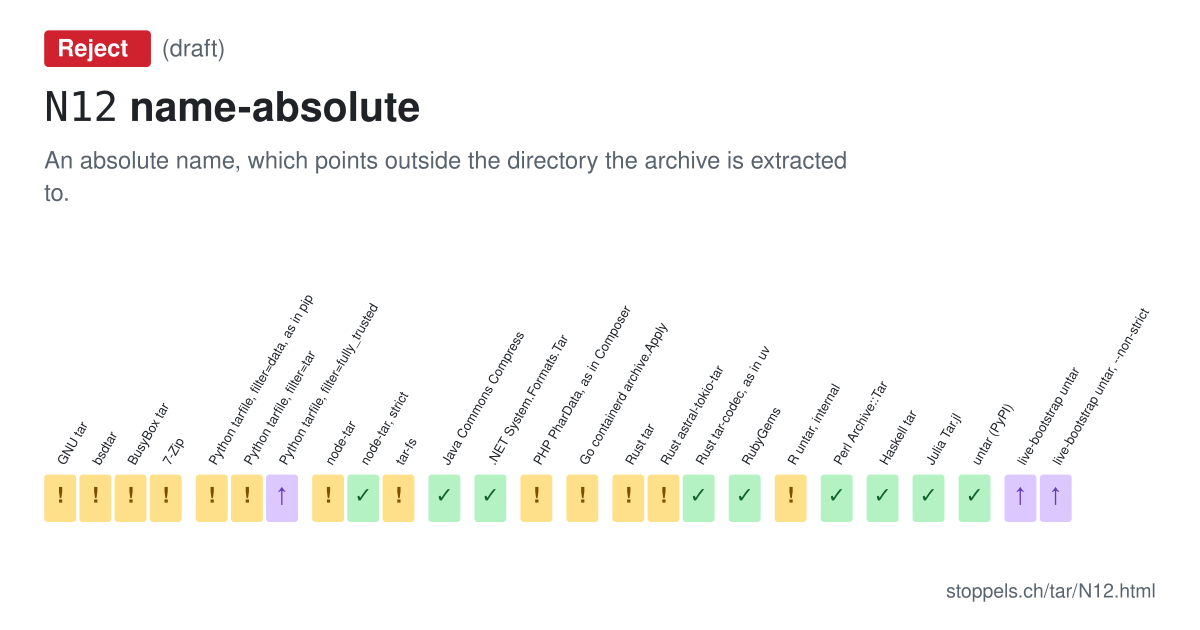 Reject (draft)
N12 name-absolute
An absolute name, which points outside the directory the archive is extracted
to.
GNU tar
bsdtar
BusyBox tar
7-Zip
Python tarfile, filter=data, as in pip
Python tarfile, filter=tar
Python tarfile, filter=fully_trusted
node-tar
node-tar, strict
tar-fs
Java Commons Compress
.NET System.Formats.Tar
PHP PharData, as in Composer
Go containerd archive.Apply
Rust tar
Rust astral-tokio-tar
Rust tar-codec, as in uv
RubyGems
R untar, internal
Perl Archive::Tar
Haskell tar
Julia Tar.jl
untar (PyPI)
live-bootstrap untar
live-bootstrap untar, --non-strict
! ! ! ! ! ! ↑ ! ✓ ! ✓ ✓ ! ! ! ! ✓ ✓ ! ✓ ✓ ✓ ✓ ↑ ↑
stoppels.ch/tar/N12.html